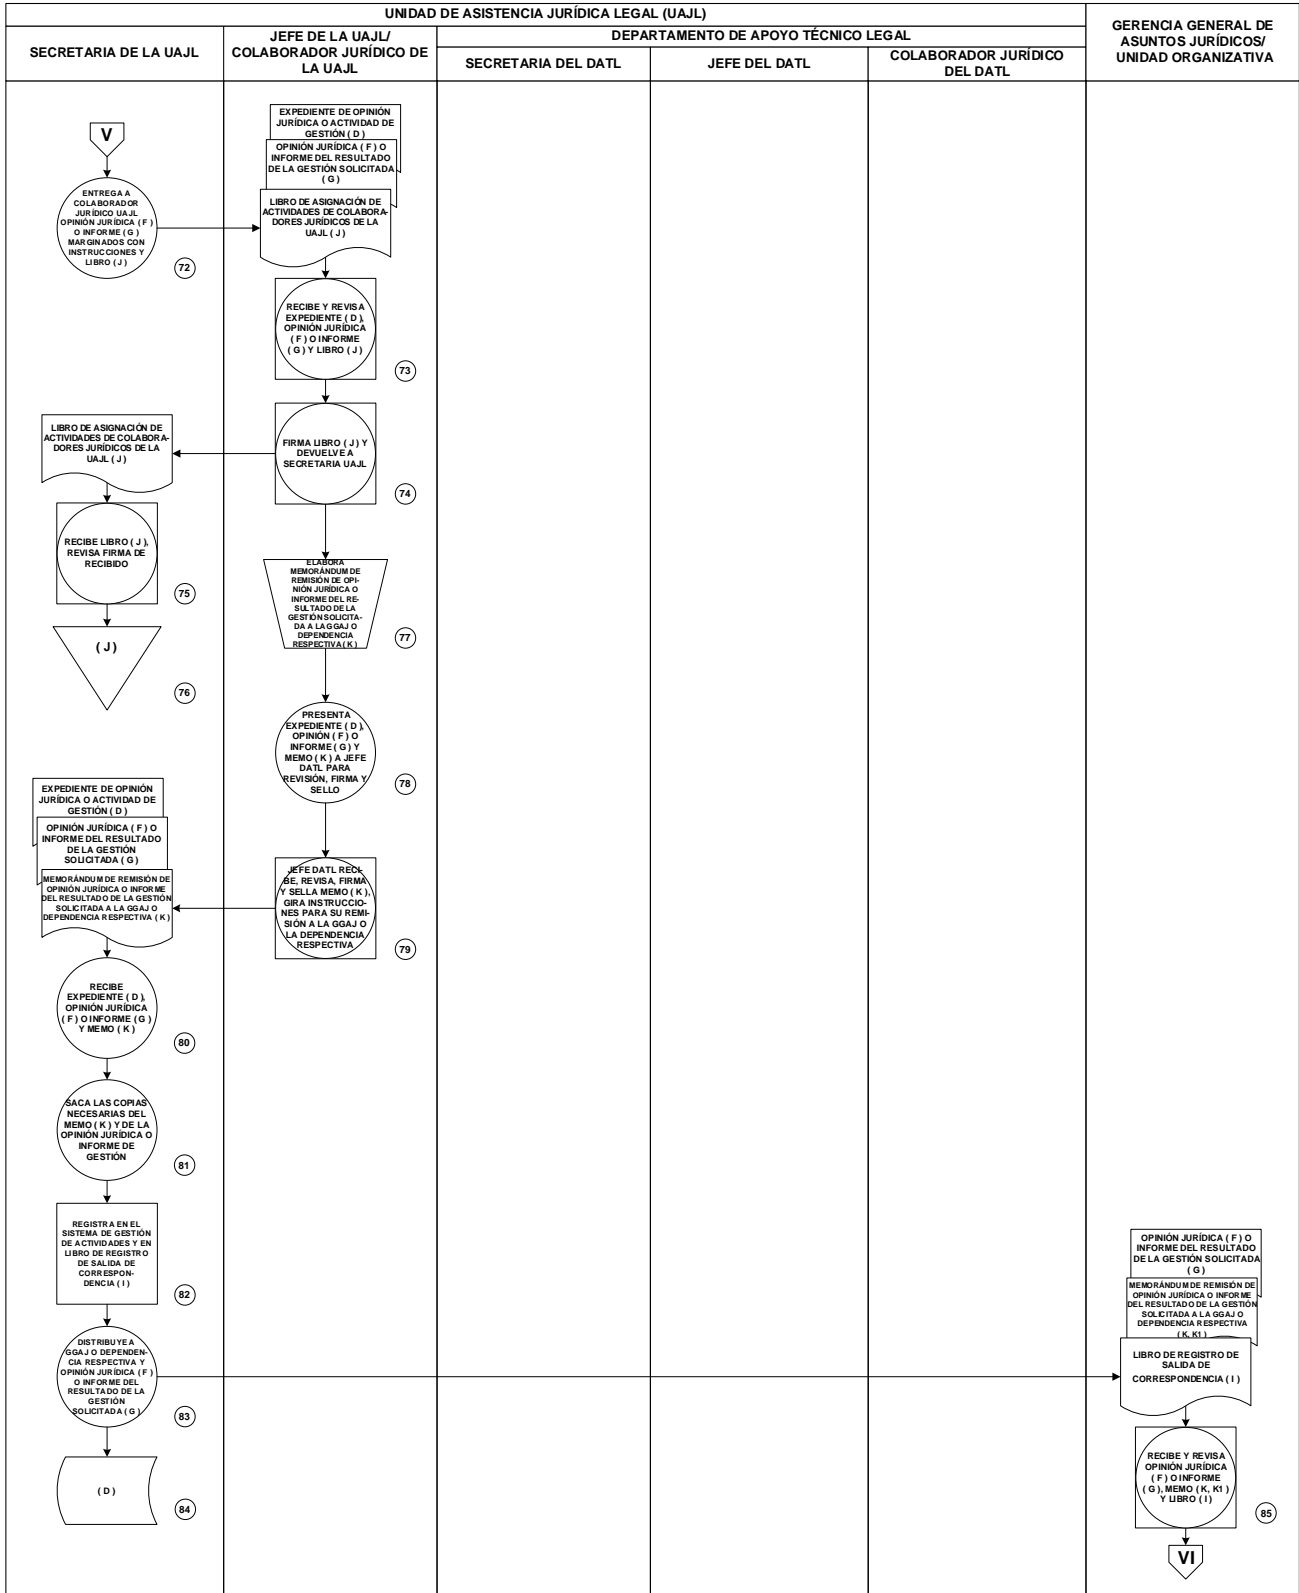 UNIDAD DE ASISTENCIA JURÍDICA LEGAL (UAJL)
GERENCIA GENERAL DE
ASUNTOS JURÍDICOS/
UNIDAD ORGANIZATIVA
SECRETARIA DE LA UAJL
JEFE DE LA UAJL/
COLABORADOR JURÍDICO DE
LA UAJL
DEPARTAMENTO DE APOYO TÉCNICO LEGAL
SECRETARIA DEL DATL
JEFE DEL DATL
COLABORADOR JURÍDICO
DEL DATL
V
ENTREGA A
COLABORADOR
JURÍDICO UAJL
OPINIÓN JURÍDICA ( F )
O INFORME ( G )
MARGINADOS CON
INSTRUCCIONES Y
LIBRO ( J )
72
EXPEDIENTE DE OPINIÓN
JURÍDICA O ACTIVIDAD DE
GESTIÓN ( D )
OPINIÓN JURÍDICA ( F ) O
INFORME DEL RESULTADO
DE LA GESTIÓN SOLICITADA
( G )
LIBRO DE ASIGNACIÓN DE
ACTIVIDADES DE COLABORA-
DORES JURÍDICOS DE LA
UAJL ( J )
RECIBE Y REVISA
EXPEDIENTE ( D ),
OPINIÓN JURÍDICA
( F ) O INFORME
( G ) Y LIBRO ( J )
73
FIRMA LIBRO ( J ) Y
DEVUELVE A
SECRETARIA UAJL
74
LIBRO DE ASIGNACIÓN DE
ACTIVIDADES DE COLABORA-
DORES JURÍDICOS DE LA
UAJL ( J )
RECIBE LIBRO ( J ),
REVISA FIRMA DE
RECIBIDO
75
( J )
76
ELABORA
MEMORÁNDUM DE
REMISIÓN DE OPI-
NIÓN JURÍDICA O
INFORME DEL RE-
SULTADO DE LA
GESTIÓN SOLICITA-
DA A LA GGAJ O
DEPENDENCIA
RESPECTIVA ( K )
77
PRESENTA
EXPEDIENTE ( D ),
OPINIÓN ( F ) O
INFORME ( G ) Y
MEMO ( K ) A JEFE
DATL PARA
REVISIÓN, FIRMA Y
SELLO
78
EXPEDIENTE DE OPINIÓN
JURÍDICA O ACTIVIDAD DE
GESTIÓN ( D )
OPINIÓN JURÍDICA ( F ) O
INFORME DEL RESULTADO
DE LA GESTIÓN
SOLICITADA ( G )
MEMORÁNDUM DE REMISIÓN DE
OPINIÓN JURÍDICA O INFORME
DEL RESULTADO DE LA GESTIÓN
SOLICITADA A LA GGAJ O
DEPENDENCIA RESPECTIVA ( K )
JEFE DATL RECI-
BE, REVISA, FIRMA
Y SELLA MEMO ( K ),
GIRA INSTRUCCIO-
NES PARA SU REMI-
SIÓN A LA GGAJ O
LA DEPENDENCIA
RESPECTIVA
79
RECIBE
EXPEDIENTE ( D ),
OPINIÓN JURÍDICA
( F ) O INFORME ( G )
Y MEMO ( K )
80
SACA LAS COPIAS
NECESARIAS DEL
MEMO ( K ) Y DE LA
OPINIÓN JURÍDICA O
INFORME DE
GESTIÓN
81
REGISTRA EN EL
SISTEMA DE GESTIÓN
DE ACTIVIDADES Y EN
LIBRO DE REGISTRO
DE SALIDA DE
CORRESPON-
DENCIA ( I )
82
DISTRIBUYE A
GGAJ O DEPENDEN-
CIA RESPECTIVA Y
OPINIÓN JURÍDICA ( F )
O INFORME DEL
RESULTADO DE LA
GESTIÓN
SOLICITADA ( G )
83
( D )
84
OPINIÓN JURÍDICA ( F ) O
INFORME DEL RESULTADO
DE LA GESTIÓN SOLICITADA
( G )
MEMORÁNDUM DE REMISIÓN DE
OPINIÓN JURÍDICA O INFORME
DEL RESULTADO DE LA GESTIÓN
SOLICITADA A LA GGAJ O
DEPENDENCIA RESPECTIVA
( K, K1 )
LIBRO DE REGISTRO DE
SALIDA DE
CORRESPONDENCIA ( I )
RECIBE Y REVISA
OPINIÓN JURÍDICA
( F ) O INFORME
( G ), MEMO ( K, K1 )
Y LIBRO ( I )
85
VI